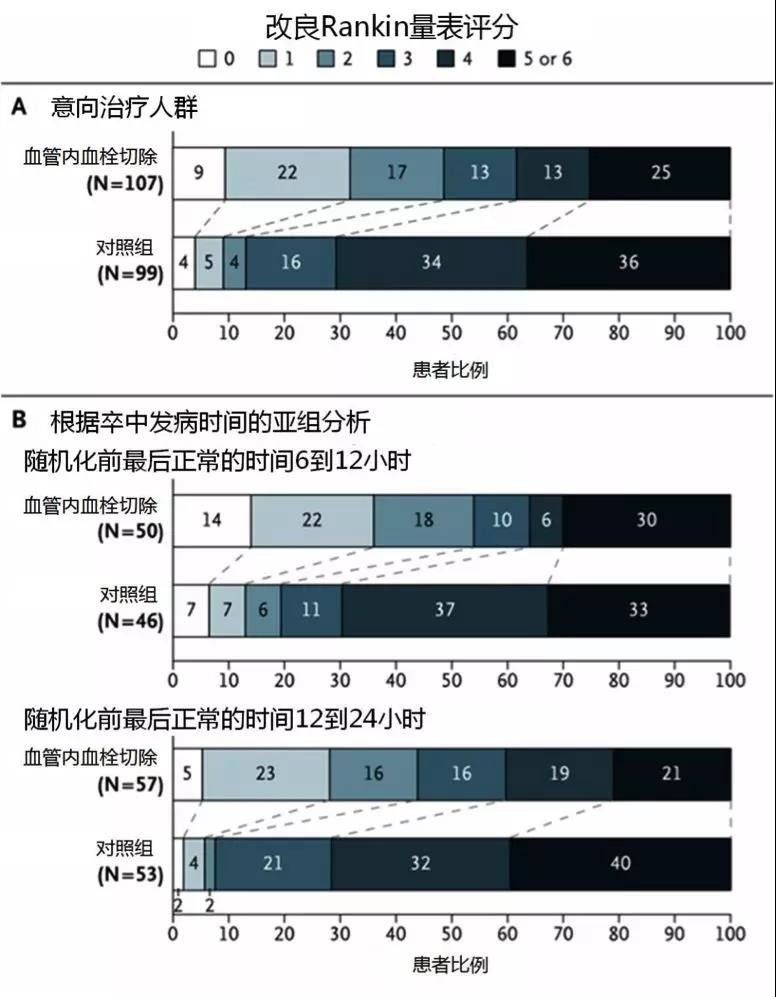 改良Rankin量表评分
0 1 2 3 4 5 or 6
A 意向治疗人群
血管内血栓切除
(N=107)
9 22 17 13 13 25
对照组
(N=99)
4 5 4 16 34 36
0 10 20 30 40 50 60 70 80 90 100
患者比例
B 根据卒中发病时间的亚组分析
随机化前最后正常的时间6到12小时
血管内血栓切除
(N=50)
14 22 18 10 6 30
对照组
(N=46)
7 7 6 11 37 33
0 10 20 30 40 50 60 70 80 90 100
随机化前最后正常的时间12到24小时
血管内血栓切除
(N=57)
5 23 16 16 19 21
对照组
(N=53)
4 21 32 40
2 2
0 10 20 30 40 50 60 70 80 90 100
患者比例